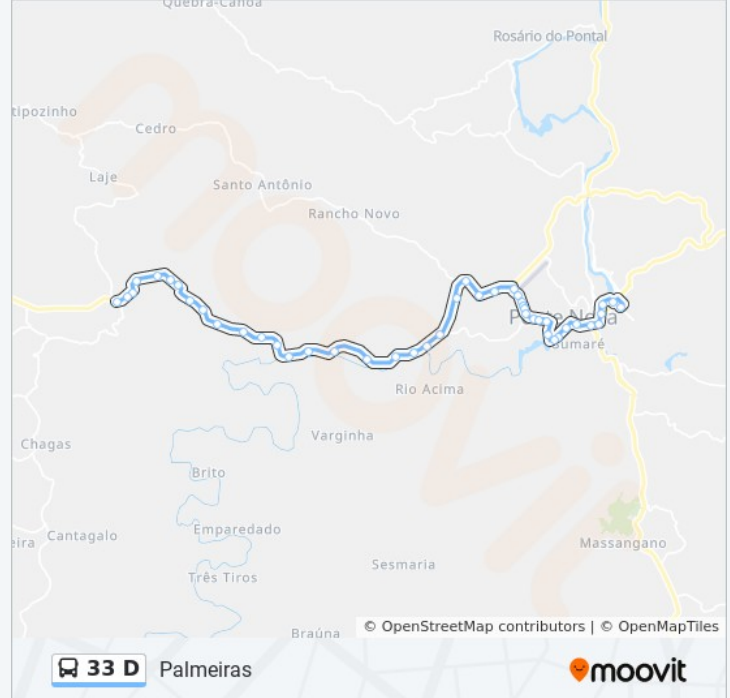 Quebra-Canoa
Rosário do Pontal
tipozinho
Cedro
Laje
Santo Antônio
Rancho Novo
Rio Acima
Varginha
Chagas
Brito
Cantagalo
Emparedado
Massangano
Sesmaria
Três Tiros
Braúna
© OpenStreetMap contributors | © OpenMapTiles
33 D Palmeiras
moovit